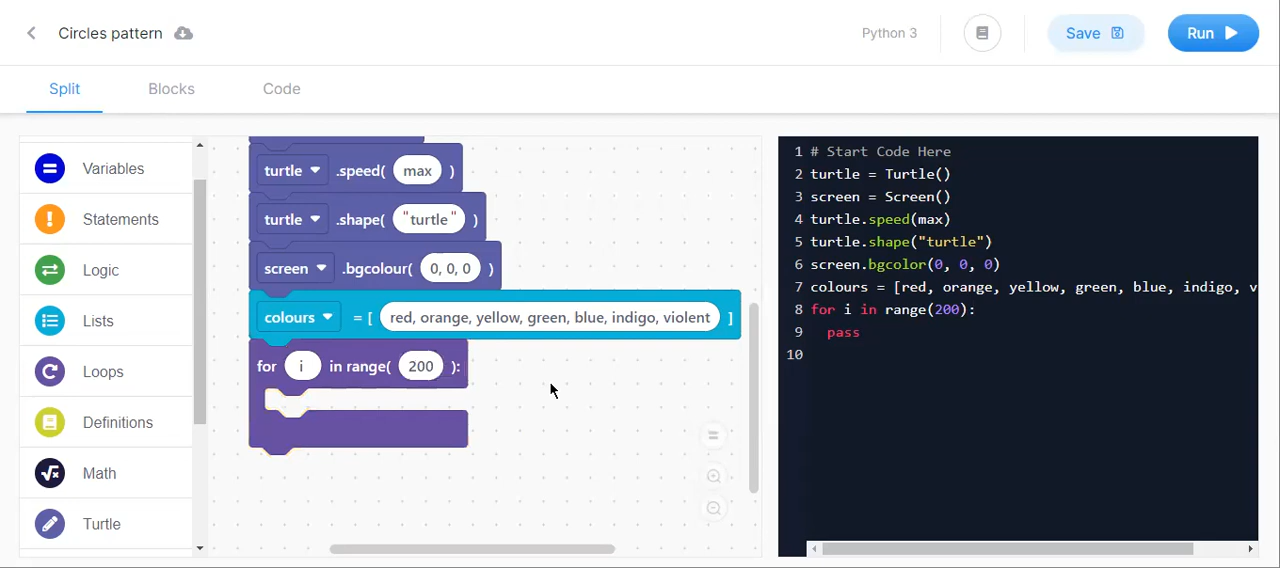 Circles pattern
Python 3
Save
Run
Split
Blocks
Code
Variables
Statements
Logic
Lists
Loops
Definitions
Math
Turtle
turtle .speed( max )
turtle .shape( "turtle" )
screen .bgcolour( 0, 0, 0 )
colours = [ red, orange, yellow, green, blue, indigo, violent ]
for i in range( 200 ):
1 # Start Code Here
2 turtle = Turtle()
3 screen = Screen()
4 turtle.speed(max)
5 turtle.shape("turtle")
6 screen.bgcolor(0, 0, 0)
7 colours = [red, orange, yellow, green, blue, indigo, v
8 for i in range(200):
9 pass
10